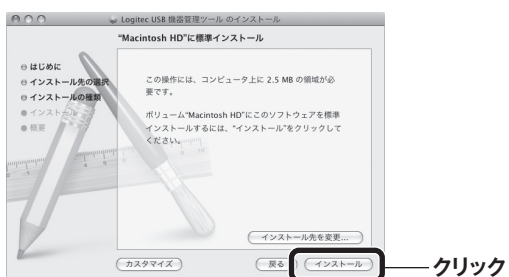 Logitec USB 機器管理ツール のインストール
"Macintosh HD"に標準インストール
はじめに
インストール先の選択
インストールの種類
インストール
概要
この操作には、コンピュータ上に 2.5 MB の領域が必
要です。
ボリューム"Macintosh HD"にこのソフトウェアを標準
インストールするには、"インストール"をクリックして
ください。
インストール先を変更...
カスタマイズ
戻る
インストール
クリック